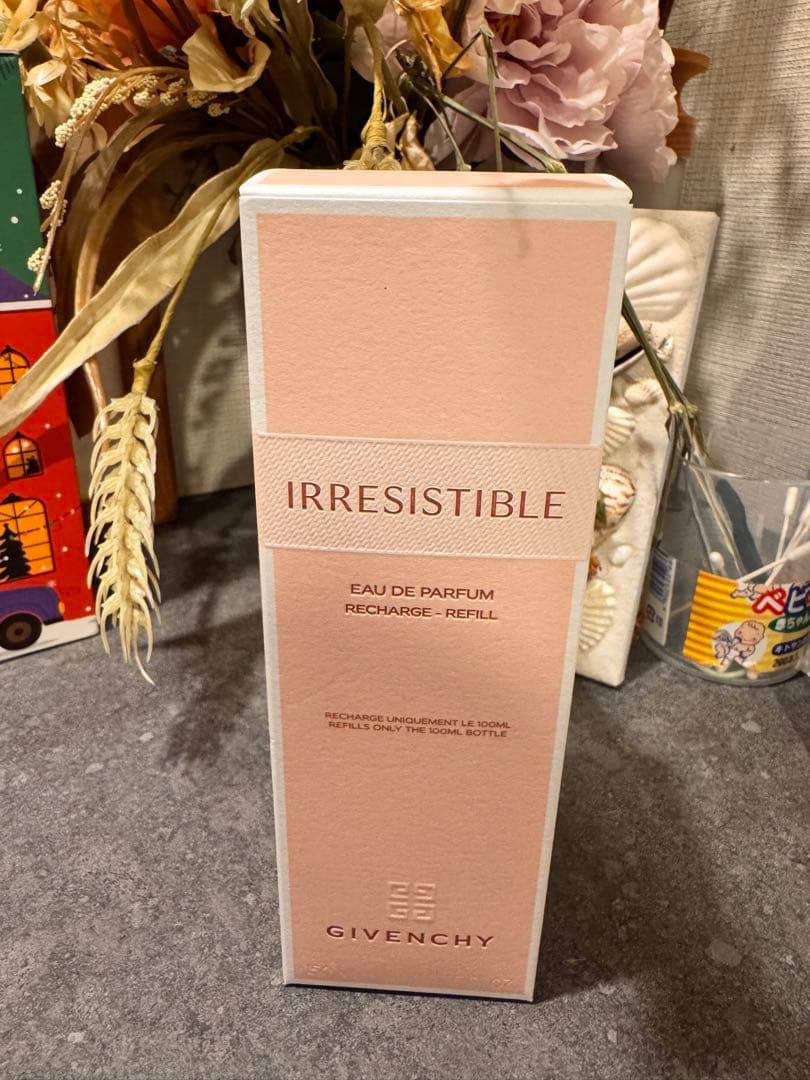 IRRESISTIBLE
EAU DE PARFUM
RECHARGE - REFILL
RECHARGE UNIQUEMENT LE 100ML
REFILLS ONLY THE 100ML BOTTLE
GIVENCHY